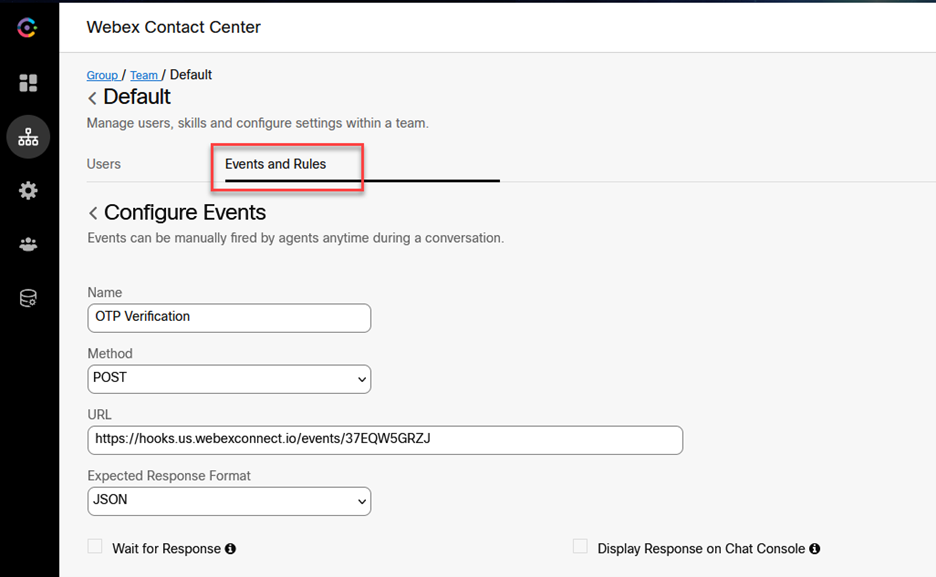 Webex Contact Center
Group / Team / Default
Default
Manage users, skills and configure settings within a team.
Users Events and Rules
Configure Events
Events can be manually fired by agents anytime during a conversation.
Name
OTP Verification
Method
POST
URL
https://hooks.us.webexconnect.io/events/37EQW5GRZJ
Expected Response Format
JSON
Wait for Response Display Response on Chat Console